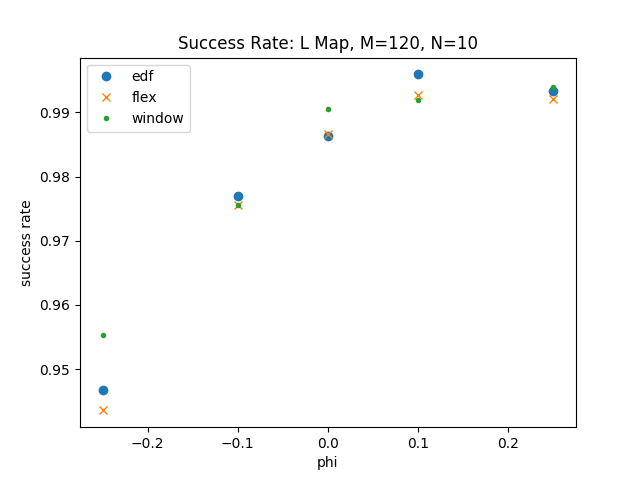 Success Rate: L Map, M=120, N=10
edf
flex
window
success rate
0.99
0.98
0.97
0.96
0.95
−0.2
−0.1
0.0
0.1
0.2
phi